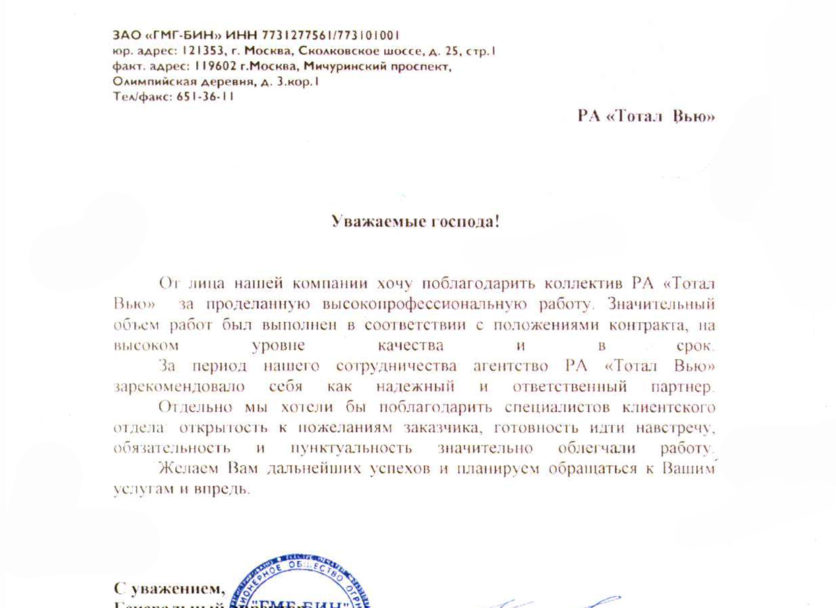 ЗАО «ГМГ-БИН» ИНН 7731277561/773101001
юр. адрес: 121353, г. Москва, Сколковское шоссе, д. 25, стр.1
факт. адрес: 119602 г.Москва, Мичуринский проспект,
Олимпийская деревня, д. 3.кор.1
Тел/факс: 651-36-11
РА «Тотал Вью»
Уважаемые господа!
От лица нашей компании хочу поблагодарить коллектив РА «Тотал
Вью» за проделанную высокопрофессиональную работу. Значительный
объем работ был выполнен в соответствии с положениями контракта, на
высоком уровне качества и в срок.
За период нашего сотрудничества агентство РА «Тотал Вью»
зарекомендовало себя как надежный и ответственный партнер.
Отдельно мы хотели бы поблагодарить специалистов клиентского
отдела открытость к пожеланиям заказчика, готовность идти навстречу,
обязательность и пунктуальность значительно облегчали работу.
Желаем Вам дальнейших успехов и планируем обращаться к Вашим
услугам и впредь.
С уважением,
Генеральный
"ГМГ-БИН"